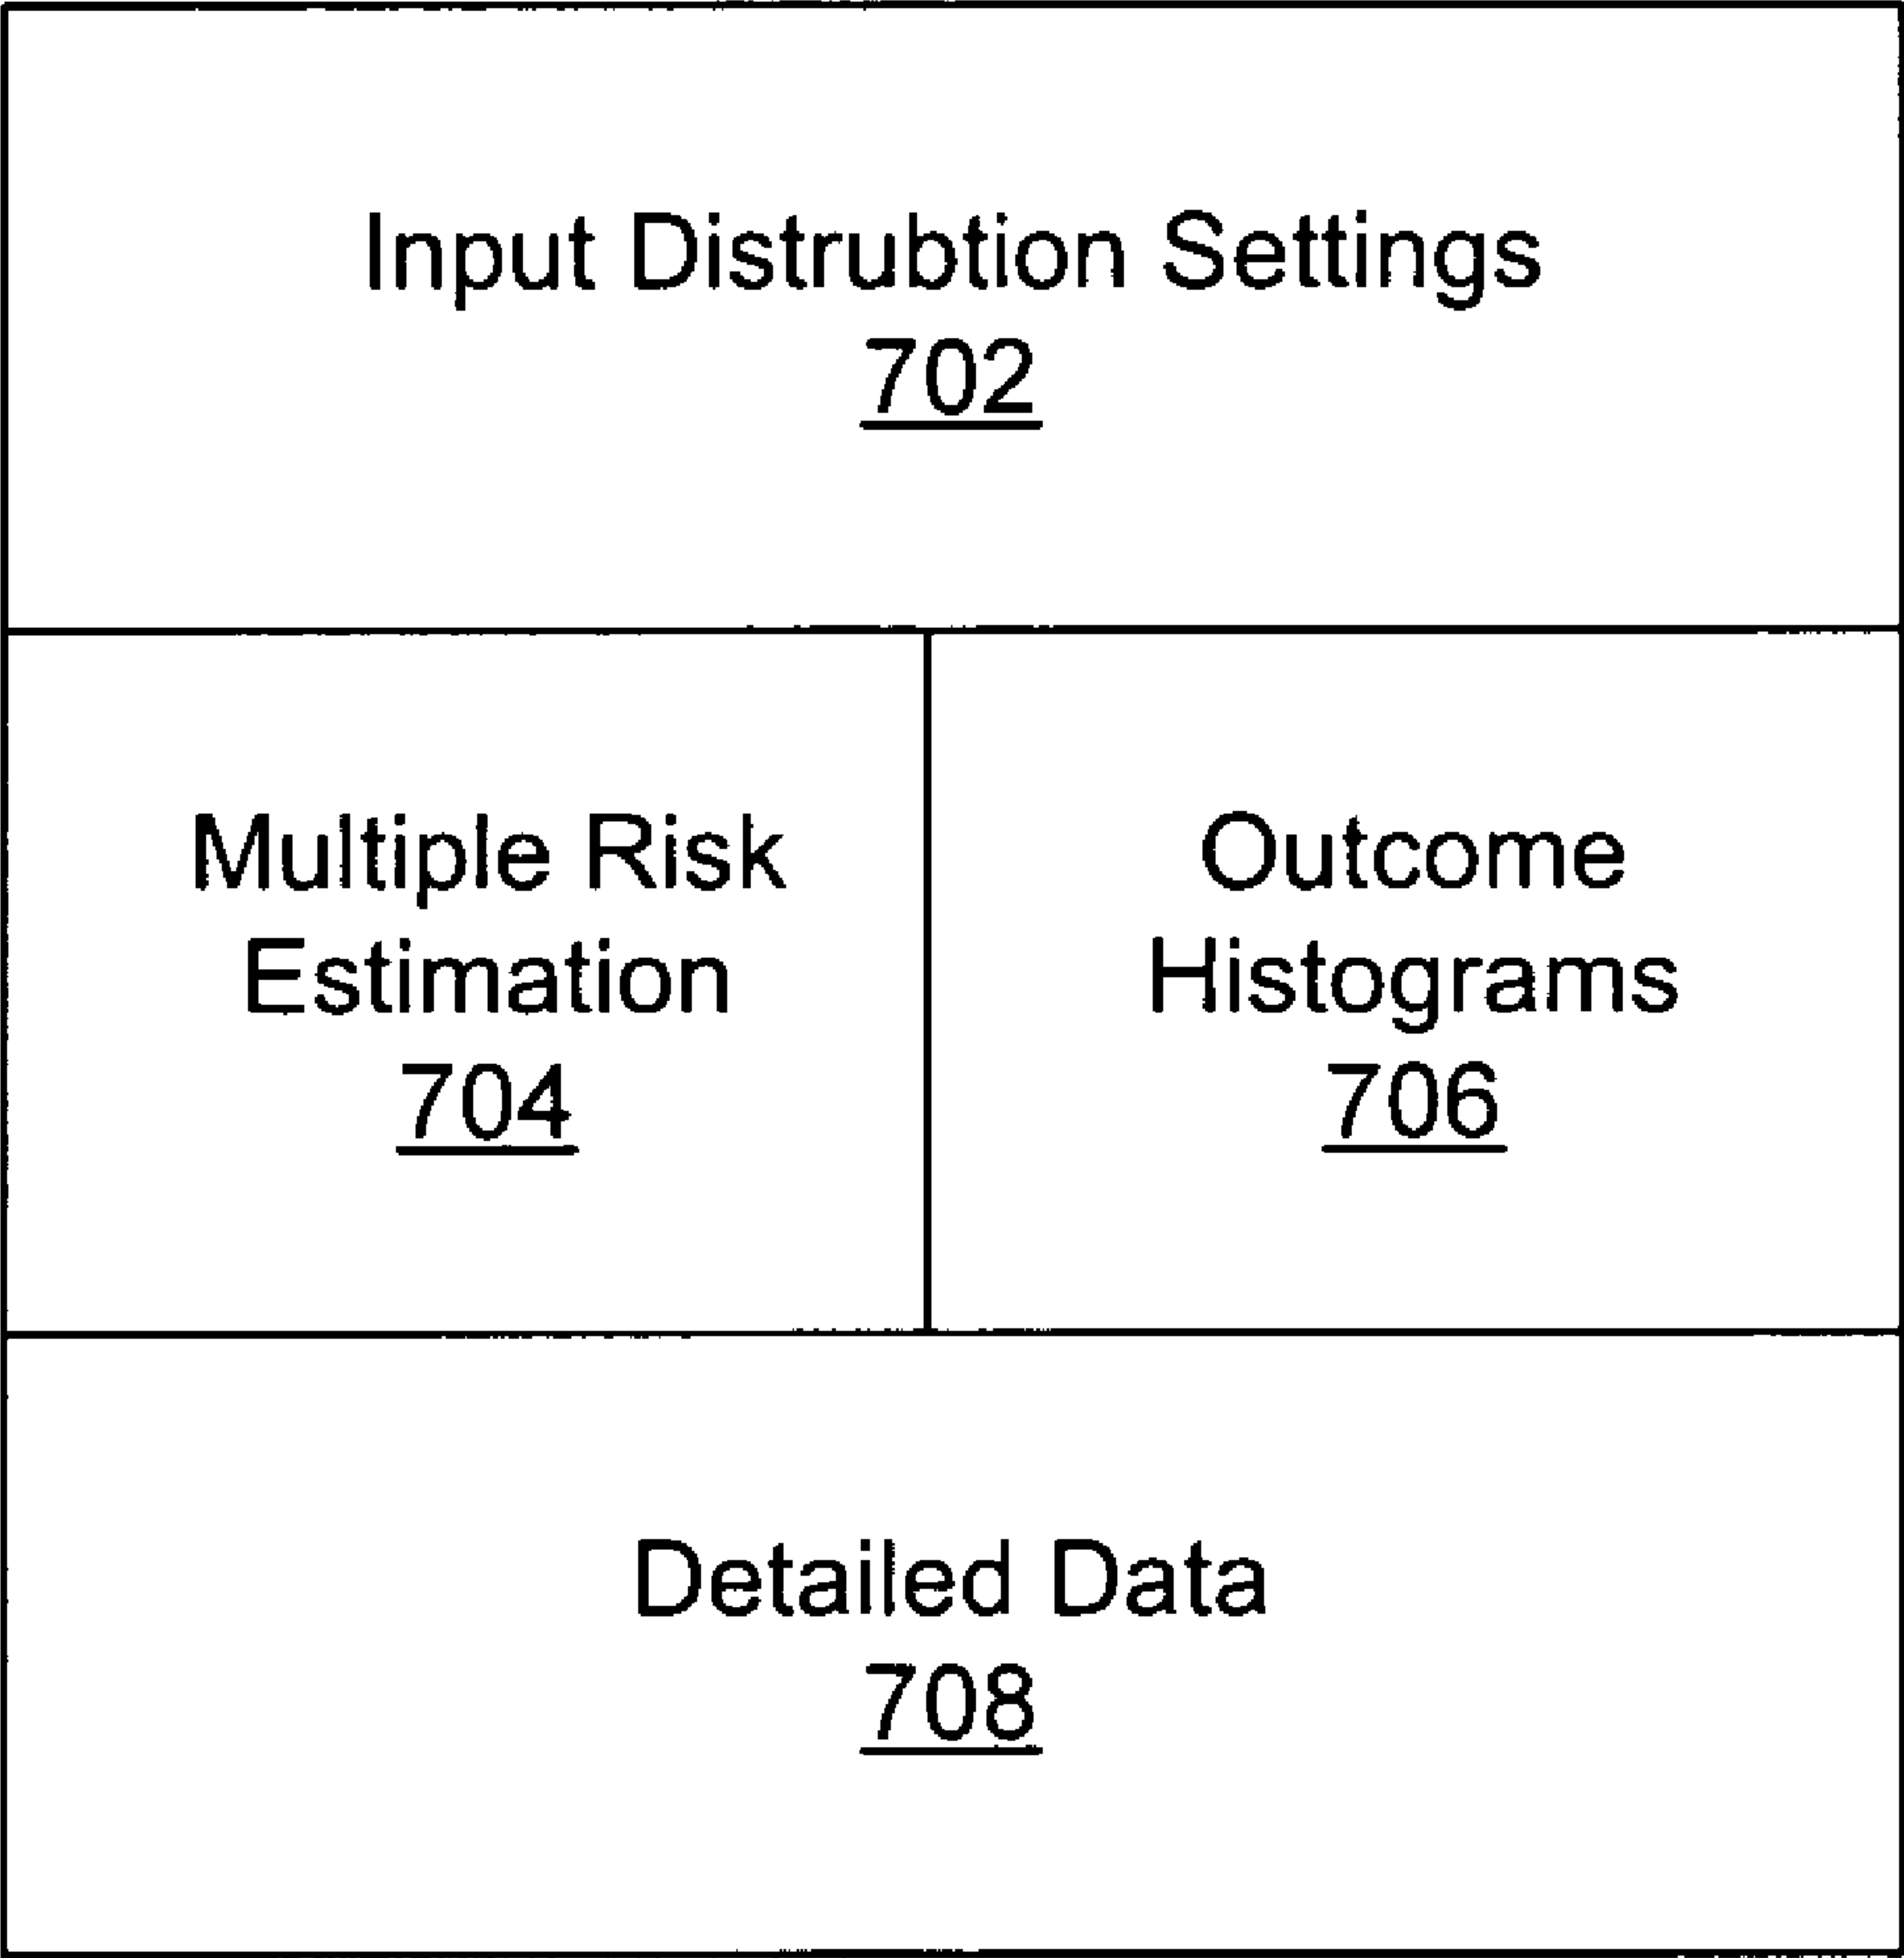 Input Distrubtion Settings
702
Multiple Risk
Estimation
704
Outcome
Histograms
706
Detailed Data
708